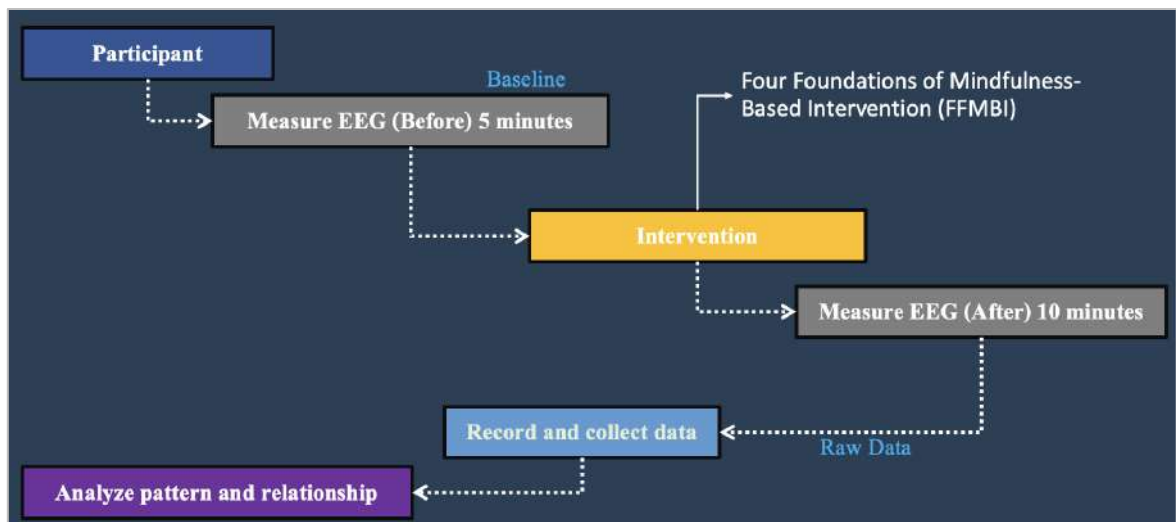 Participant
Baseline
Measure EEG (Before) 5 minutes
Four Foundations of Mindfulness-
Based Intervention (FFMBI)
Intervention
Measure EEG (After) 10 minutes
Record and collect data
Raw Data
Analyze pattern and relationship